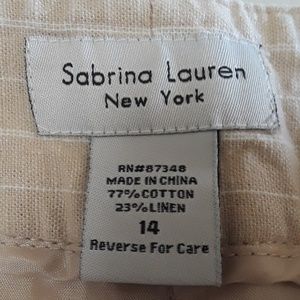 Sabrina Lauren
New York
RN#87348
MADE IN CHINA
77% COTTON
23% LINEN
14
Reverse For Care